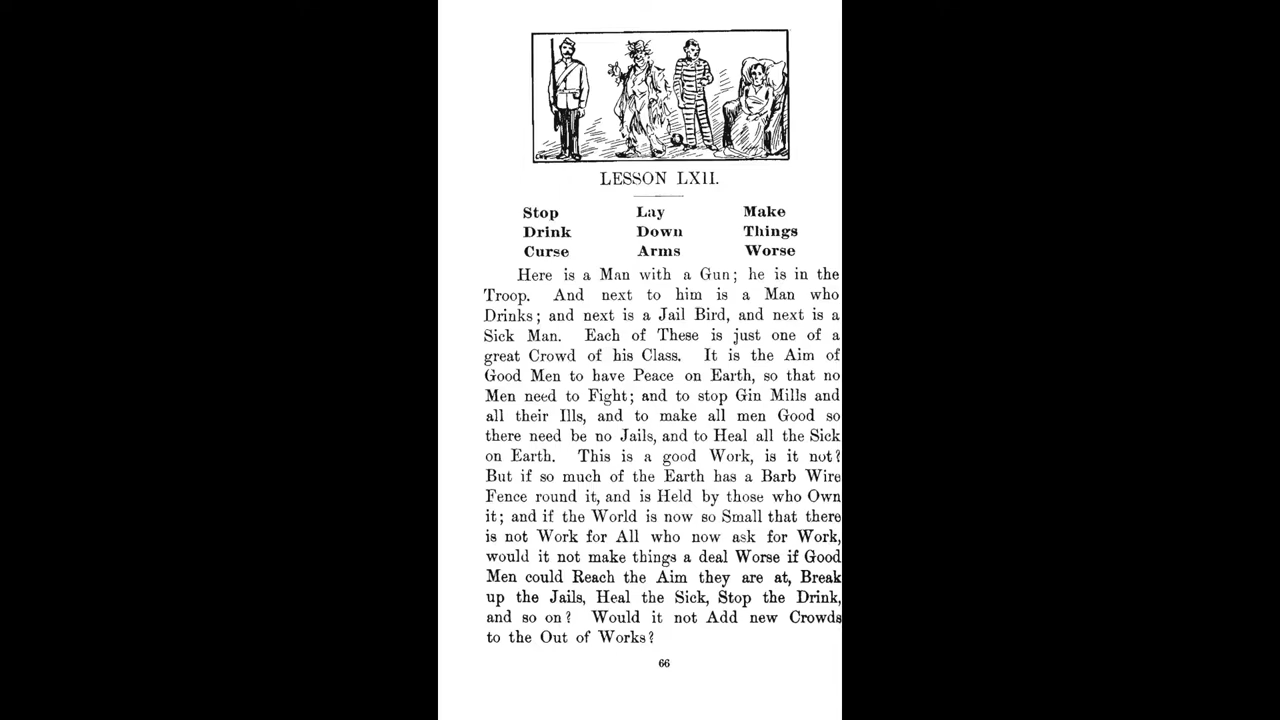 LESSON LXII.
Stop Lay Make
Drink Down Things
Curse Arms Worse
Here is a Man with a Gun; he is in the
Troop. And next to him is a Man who
Drinks; and next is a Jail Bird, and next is a
Sick Man. Each of These is just one of a
great Crowd of his Class. It is the Aim of
Good Men to have Peace on Earth, so that no
Men need to Fight; and to stop Gin Mills and
all their Ills, and to make all men Good so
there need be no Jails, and to Heal all the Sick
on Earth. This is a good Work, is it not?
But if so much of the Earth has a Barb Wire
Fence round it, and is Held by those who Own
it; and if the World is now so Small that there
is not Work for All who now ask for Work,
would it not make things a deal Worse if Good
Men could Reach the Aim they are at, Break
up the Jails, Heal the Sick, Stop the Drink,
and so on? Would it not Add new Crowds
to the Out of Works?
66